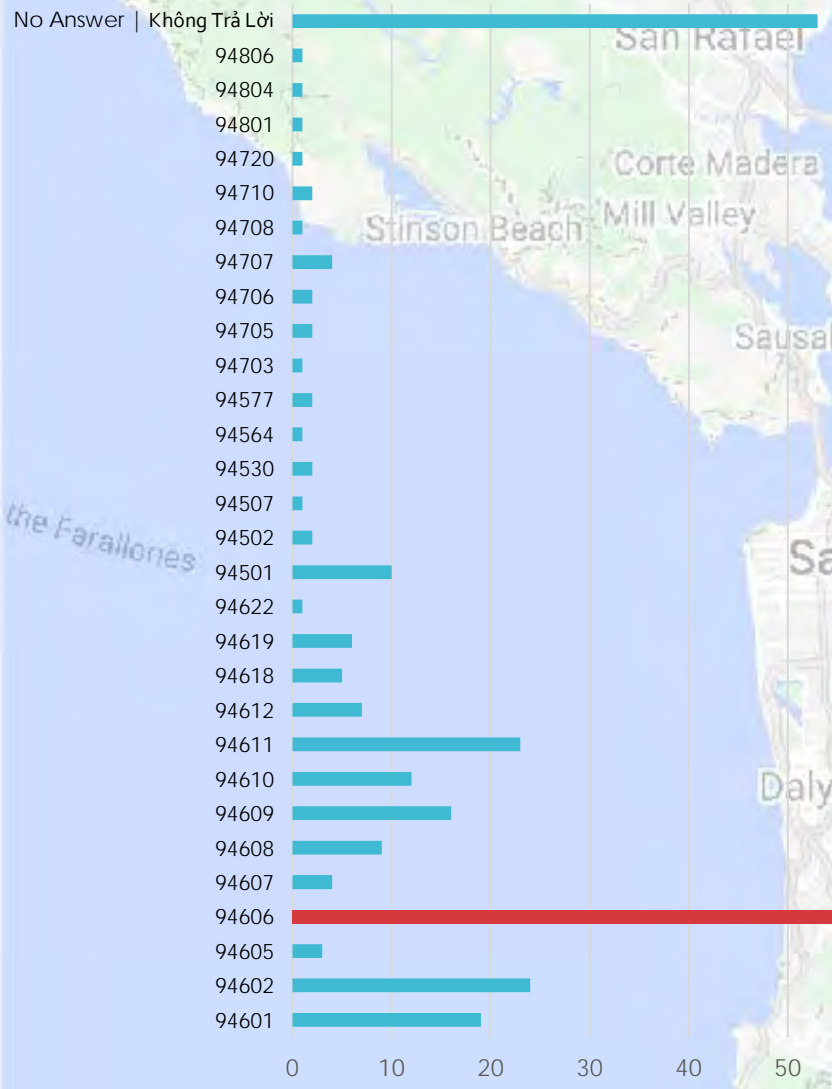 No Answer | Không Trả Lời
San Rafael
94806
94804
94801
94720
Corte Madera
94710
Mill Valley
94708
Stinson Beach
94707
94706
94705
Sausal
94703
94577
94564
94530
94507
the Farallones
94502
94501
Sa
94622
94619
94618
94612
94611
94610
Daly
94609
94608
94607
94606
94605
94602
94601
0 10 20 30 40 50